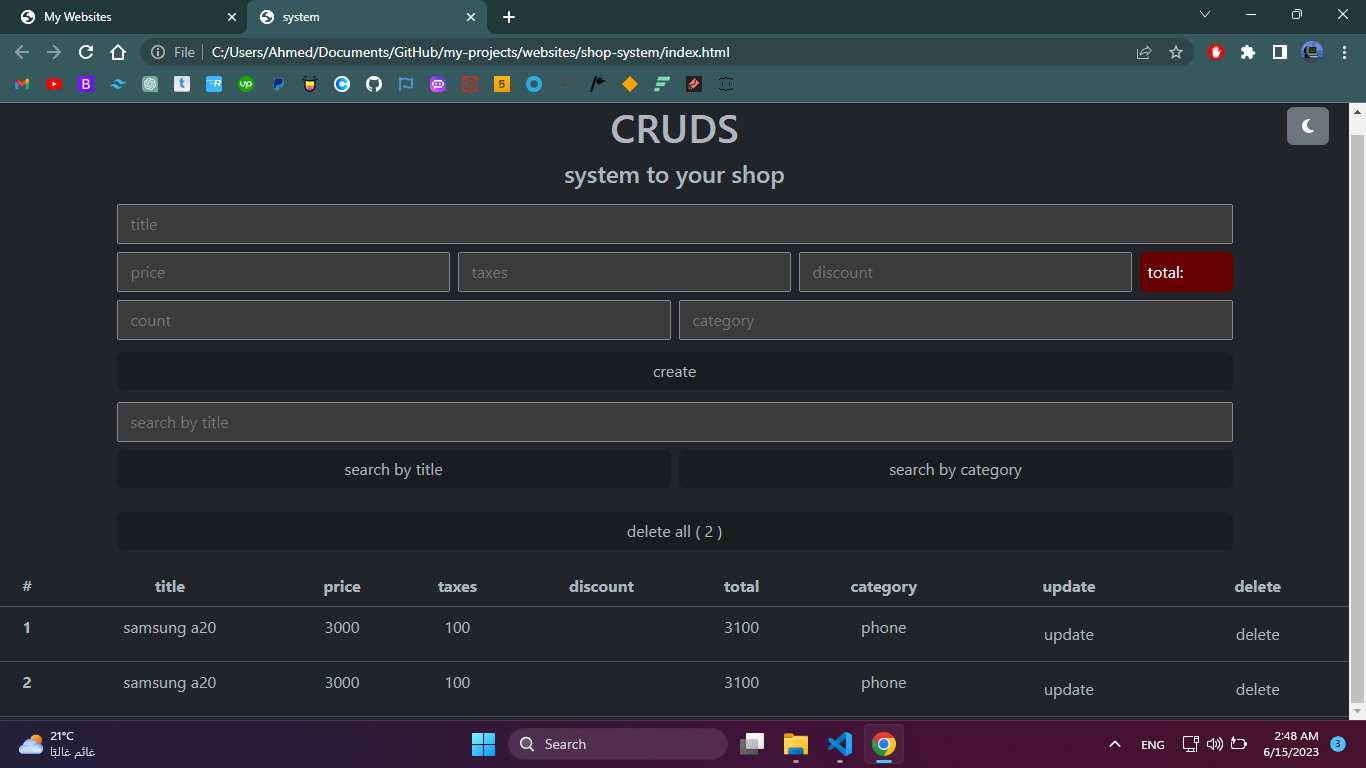 My Websites
system
File
C:/Users/Ahmed/Documents/GitHub/my-projects/websites/shop-system/index.html
B
t
R
up
5
CRUDS
system to your shop
title
price taxes discount total:
count category
create
search by title
search by title search by category
delete all ( 2 )
# title price taxes discount total category update delete
1 samsung a20 3000 100 3100 phone update delete
2 samsung a20 3000 100 3100 phone update delete
21°C
غائم غالبًا
Search
ENG
2:48 AM
6/15/2023
3